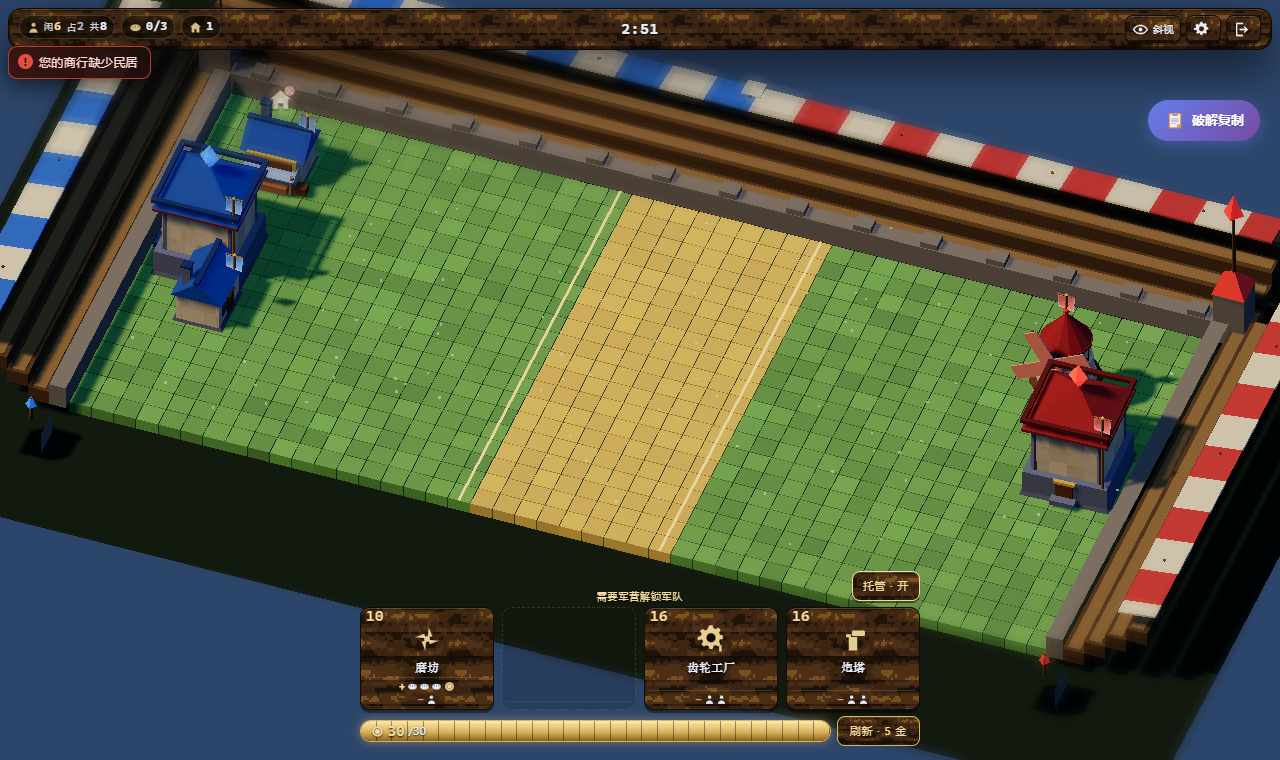 闲6 占2 共8
0/3
1
2:51
斜视
您的商行缺少民居
破解复制
托管 · 开
需要军营解锁军队
10
磨坊
16
齿轮工厂
16
炮塔
30/30
刷新 · 5 金